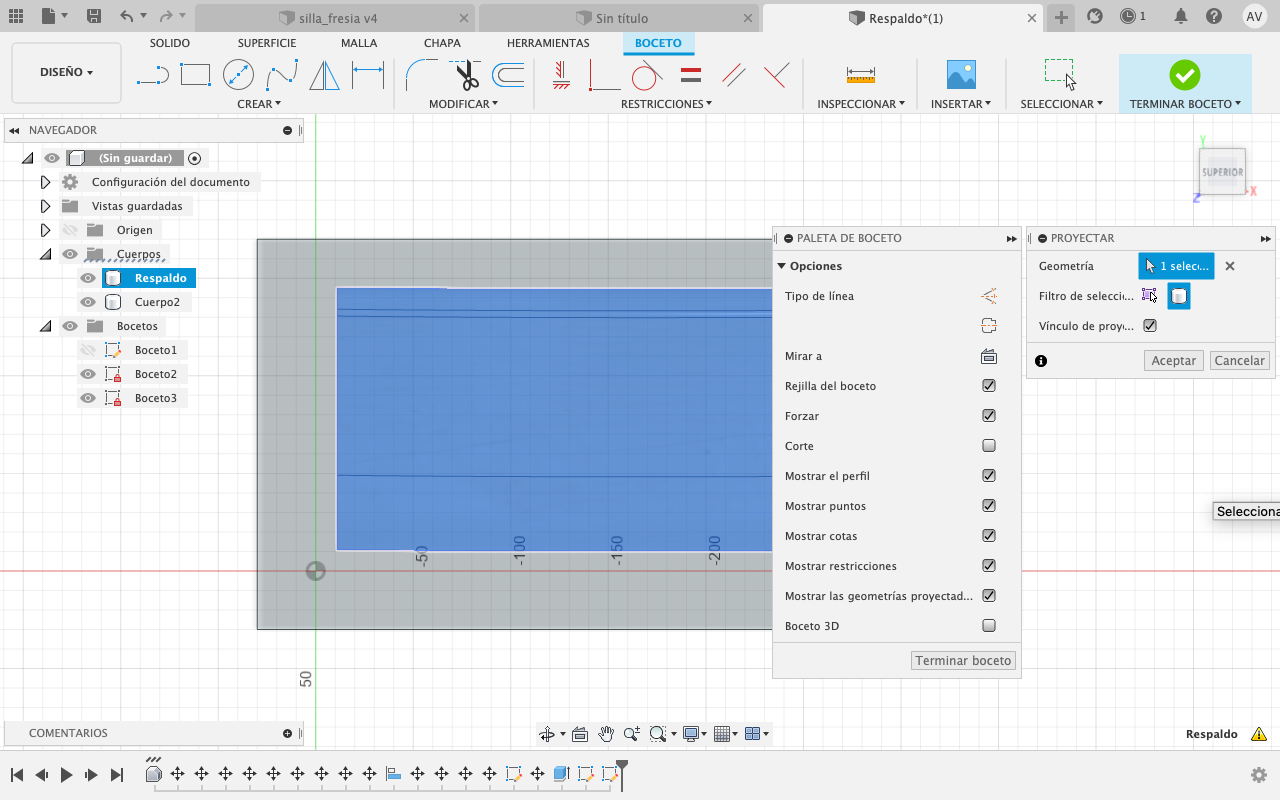 silla_fresia v4
Sin título
Respaldo*(1)
1
AV
DISEÑO
SOLIDO
SUPERFICIE
MALLA
CHAPA
HERRAMIENTAS
BOCETO
CREAR
MODIFICAR
RESTRICCIONES
INSPECCIONAR
INSERTAR
SELECCIONAR
TERMINAR BOCETO
NAVEGADOR
(Sin guardar)
Configuración del documento
Vistas guardadas
Origen
Cuerpos
Respaldo
Cuerpo2
Bocetos
Boceto1
Boceto2
Boceto3
Y
SUPERIOR
X
Z
-50
-100
-150
-200
50
PALETA DE BOCETO
Opciones
Tipo de línea
Mirar a
Rejilla del boceto
Forzar
Corte
Mostrar el perfil
Mostrar puntos
Mostrar cotas
Mostrar restricciones
Mostrar las geometrías proyectad...
Boceto 3D
Terminar boceto
PROYECTAR
Geometría
1 selec...
Filtro de selecci...
Vínculo de proy...
Aceptar
Cancelar
Selecciona
COMENTARIOS
Respaldo